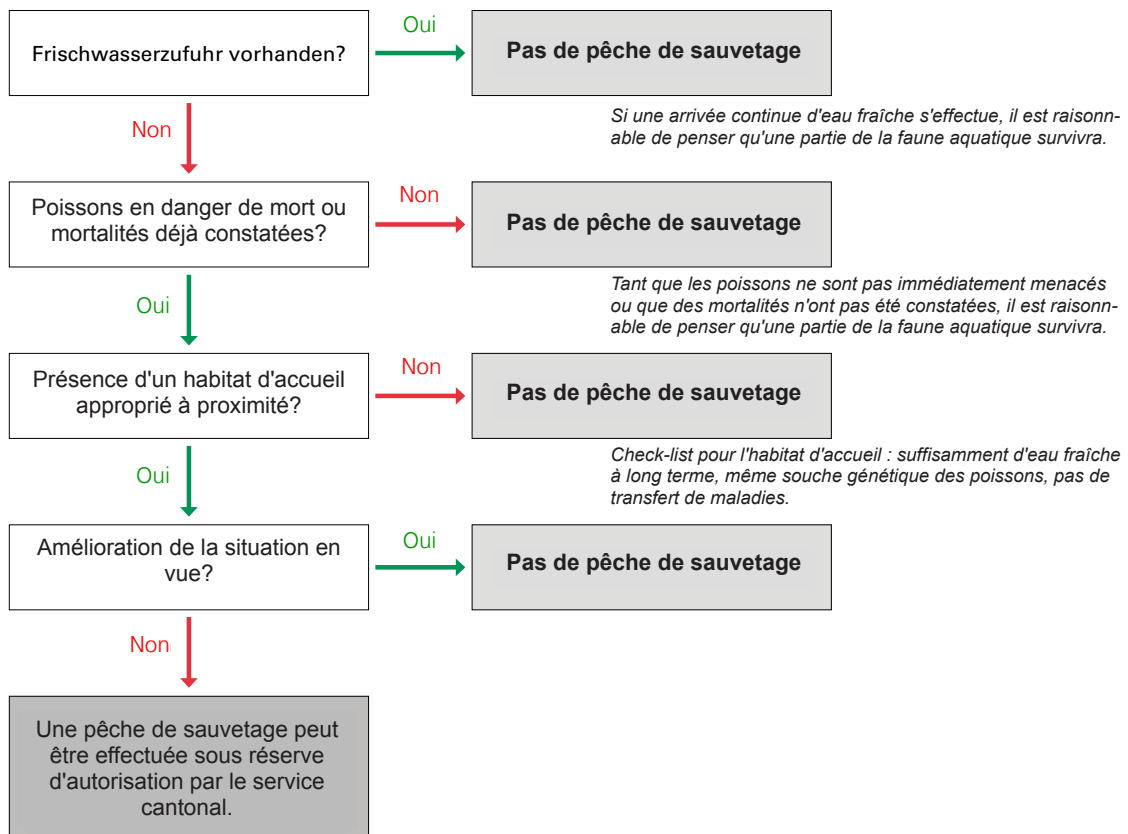 Frischwasserzufuhr vorhanden?
Oui
Pas de pêche de sauvetage
Si une arrivée continue d'eau fraîche s'effectue, il est raisonn-
able de penser qu'une partie de la faune aquatique survivra.
Non
Poissons en danger de mort ou
mortalités déjà constatées?
Non
Pas de pêche de sauvetage
Tant que les poissons ne sont pas immédiatement menacés
ou que des mortalités n'ont pas été constatées, il est raisonn-
able de penser qu'une partie de la faune aquatique survivra.
Oui
Présence d'un habitat d'accueil
approprié à proximité?
Non
Pas de pêche de sauvetage
Check-list pour l'habitat d'accueil : suffisamment d'eau fraîche
à long terme, même souche génétique des poissons, pas de
transfert de maladies.
Oui
Amélioration de la situation en
vue?
Oui
Pas de pêche de sauvetage
Non
Une pêche de sauvetage peut
être effectuée sous réserve
d'autorisation par le service
cantonal.